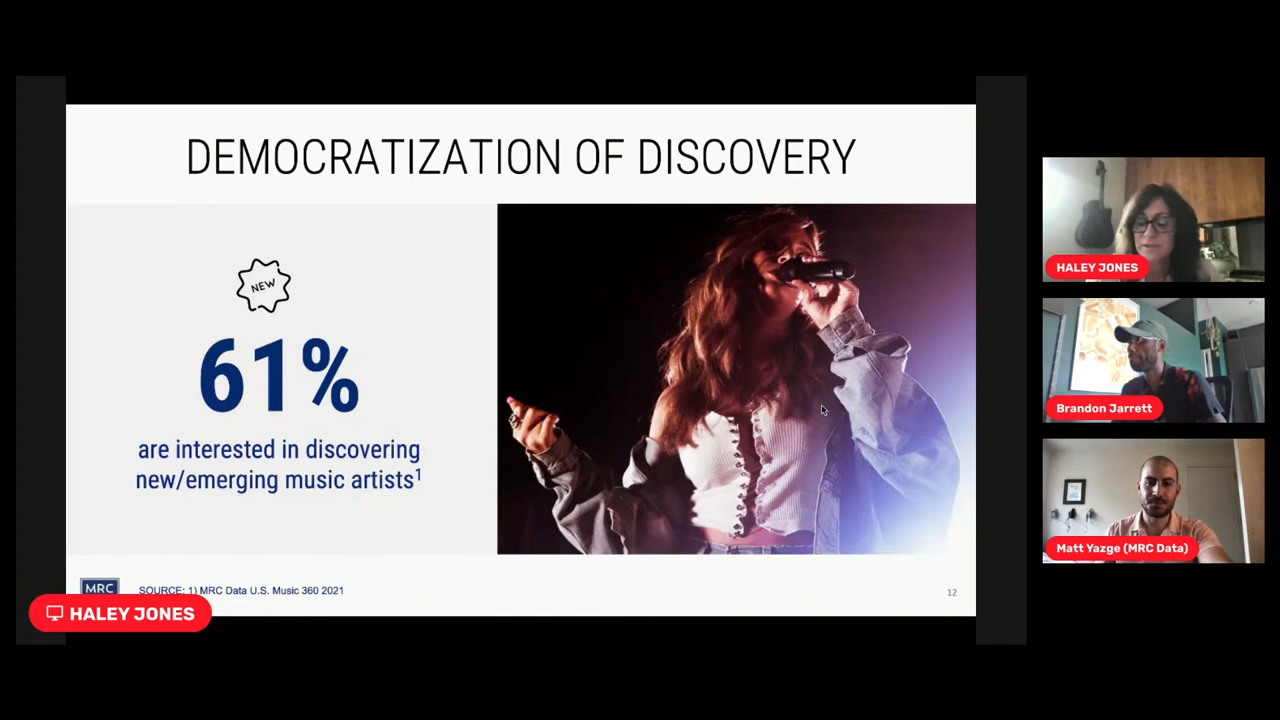 DEMOCRATIZATION OF DISCOVERY
NEW
61%
are interested in discovering
new/emerging music artists¹
MRC
SOURCE: 1) MRC Data U.S. Music 360 2021
12
HALEY JONES
HALEY JONES
Brandon Jarrett
Matt Yazge (MRC Data)